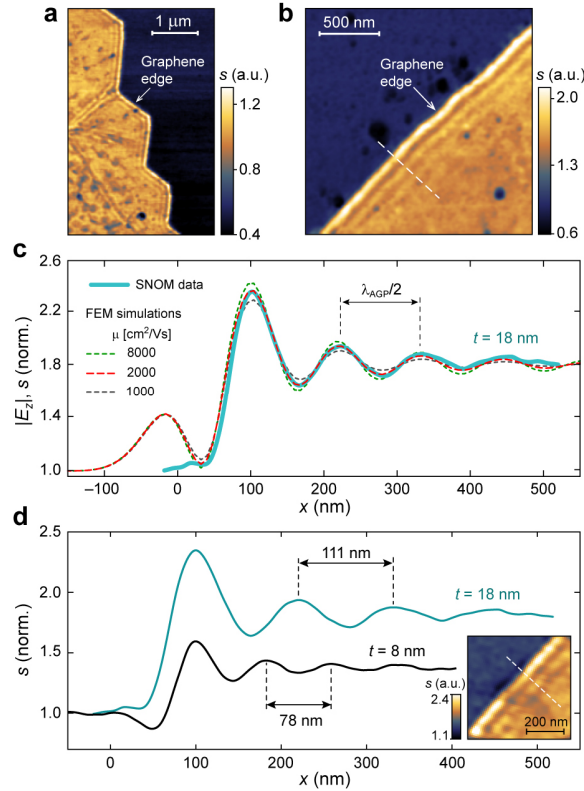 a
1 μm
Graphene
edge
s (a.u.)
1.2
0.8
0.4
b
500 nm
Graphene
edge
s (a.u.)
2.0
1.3
0.6
c
2.6
2.2
1.8
1.4
1.0
|E_z|, s (norm.)
SNOM data
FEM simulations
μ [cm²/Vs]
8000
2000
1000
λ_AGP/2
t = 18 nm
–100 0 100 200 300 400 500
x (nm)
d
2.5
2.0
1.5
1.0
s (norm.)
111 nm
t = 18 nm
t = 8 nm
78 nm
s (a.u.)
2.4
1.1
200 nm
0 100 200 300 400 500
x (nm)